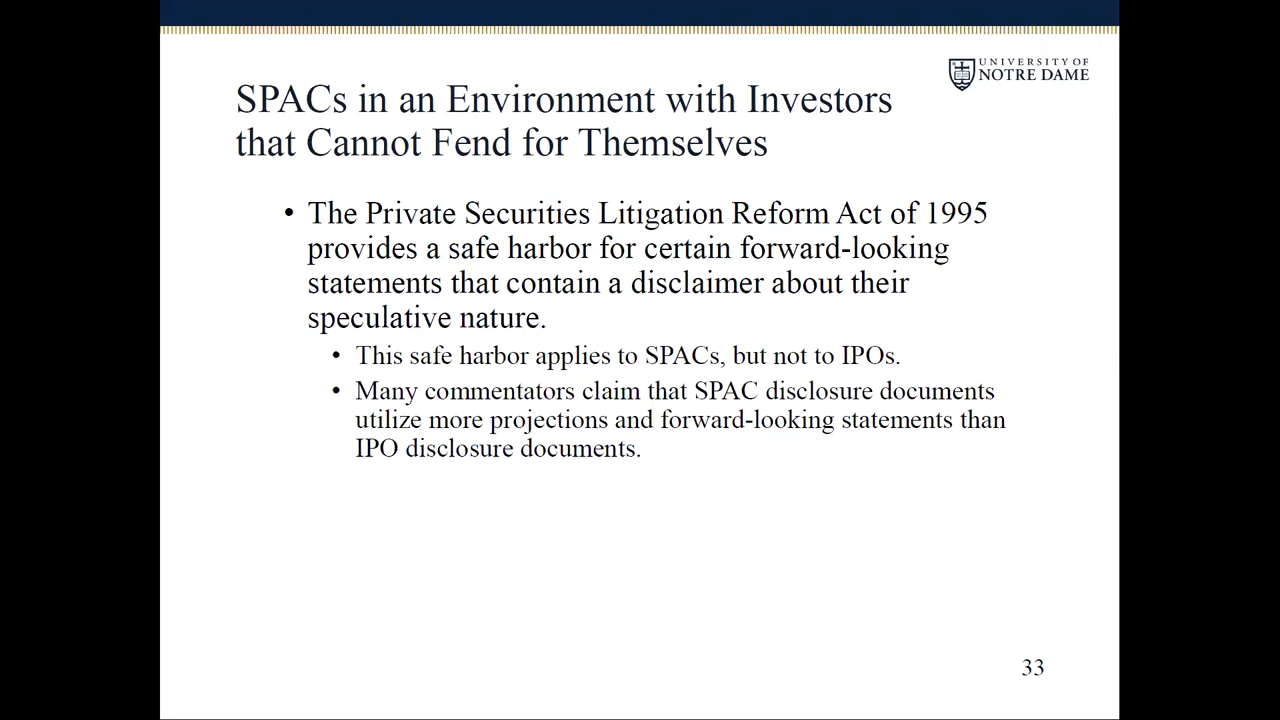 UNIVERSITY OF
NOTRE DAME
SPACs in an Environment with Investors
that Cannot Fend for Themselves
• The Private Securities Litigation Reform Act of 1995
provides a safe harbor for certain forward-looking
statements that contain a disclaimer about their
speculative nature.
• This safe harbor applies to SPACs, but not to IPOs.
• Many commentators claim that SPAC disclosure documents
utilize more projections and forward-looking statements than
IPO disclosure documents.
33